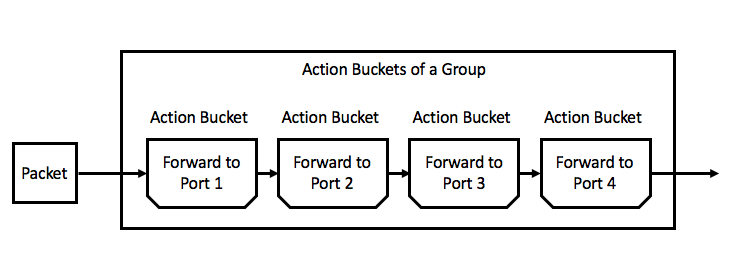 Action Buckets of a Group
Action Bucket
Action Bucket
Action Bucket
Action Bucket
Packet
Forward to
Port 1
Forward to
Port 2
Forward to
Port 3
Forward to
Port 4